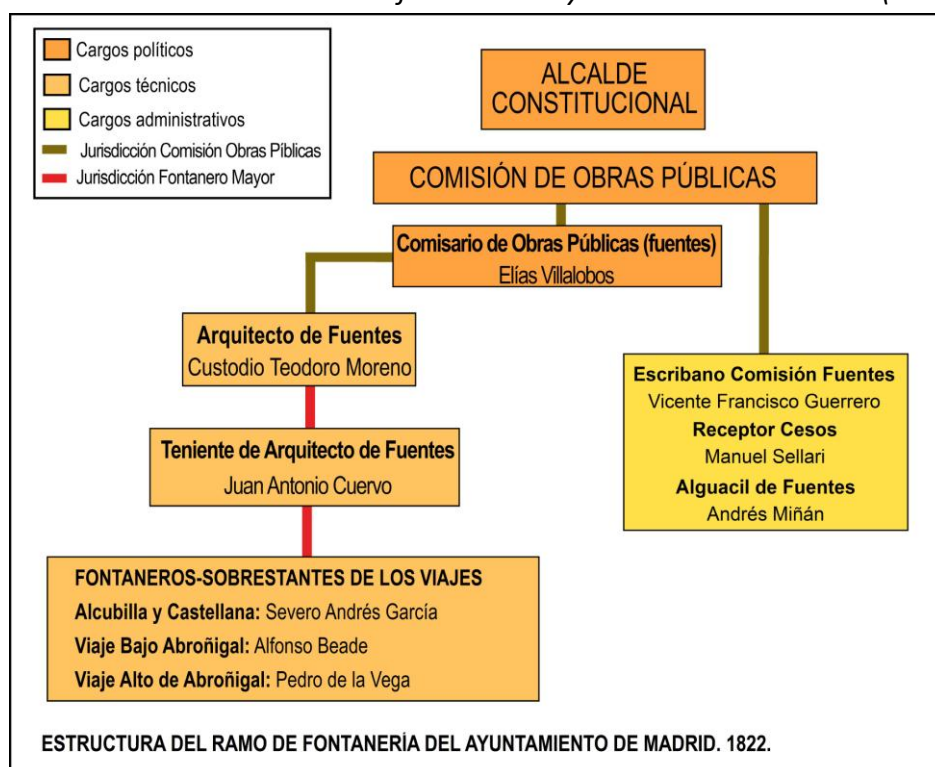 Cargos políticos
Cargos técnicos
Cargos administrativos
Jurisdicción Comisión Obras Píblicas
Jurisdicción Fontanero Mayor
ALCALDE
CONSTITUCIONAL
COMISIÓN DE OBRAS PÚBLICAS
Comisario de Obras Públicas (fuentes)
Elías Villalobos
Arquitecto de Fuentes
Custodio Teodoro Moreno
Escribano Comisión Fuentes
Vicente Francisco Guerrero
Receptor Cesos
Manuel Sellari
Alguacil de Fuentes
Andrés Miñán
Teniente de Arquitecto de Fuentes
Juan Antonio Cuervo
FONTANEROS-SOBRESTANTES DE LOS VIAJES
Alcubilla y Castellana: Severo Andrés García
Viaje Bajo Abroñigal: Alfonso Beade
Viaje Alto de Abroñigal: Pedro de la Vega
ESTRUCTURA DEL RAMO DE FONTANERÍA DEL AYUNTAMIENTO DE MADRID. 1822.